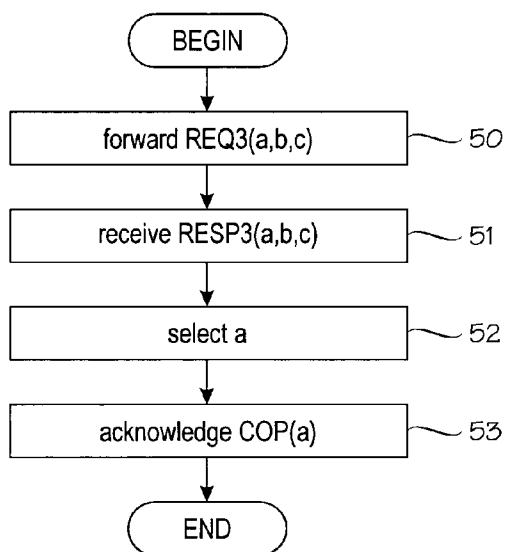 BEGIN
forward REQ3(a,b,c) 50
receive RESP3(a,b,c) 51
select a 52
acknowledge COP(a) 53
END